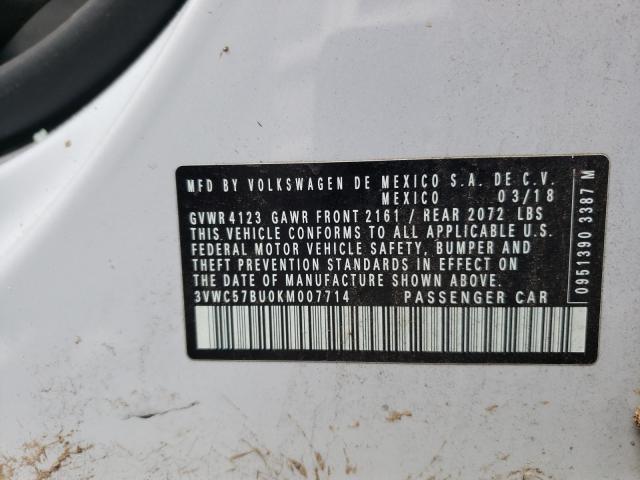 MFD BY VOLKSWAGEN DE MEXICO S.A. DE C.V.
MEXICO 03/18
GVWR 4123 GAWR FRONT 2161 / REAR 2072 LBS
THIS VEHICLE CONFORMS TO ALL APPLICABLE U.S.
FEDERAL MOTOR VEHICLE SAFETY, BUMPER AND
THEFT PREVENTION STANDARDS IN EFFECT ON
THE DATE OF MANUFACTURE SHOWN ABOVE
3VWC57BU0KM007714 PASSENGER CAR
0951390 3387 M